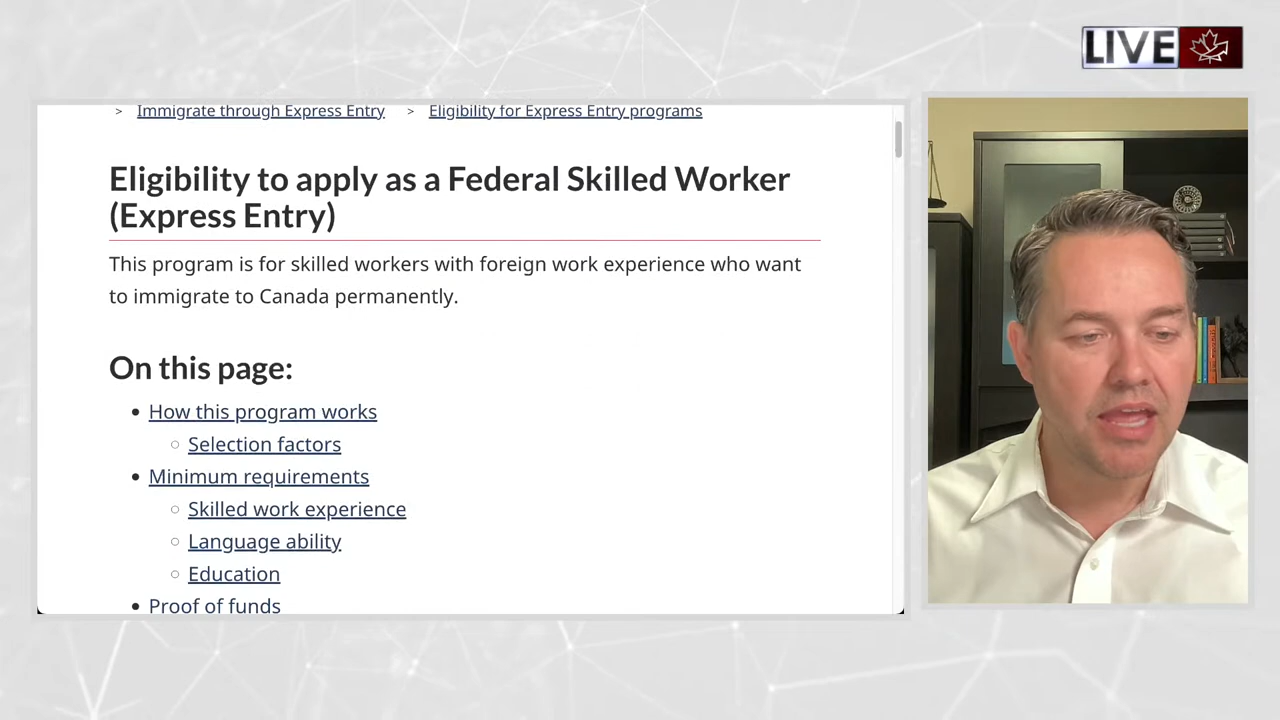 LIVE
> Immigrate through Express Entry > Eligibility for Express Entry programs
Eligibility to apply as a Federal Skilled Worker
(Express Entry)
This program is for skilled workers with foreign work experience who want
to immigrate to Canada permanently.
On this page:
• How this program works
○ Selection factors
• Minimum requirements
○ Skilled work experience
○ Language ability
○ Education
• Proof of funds